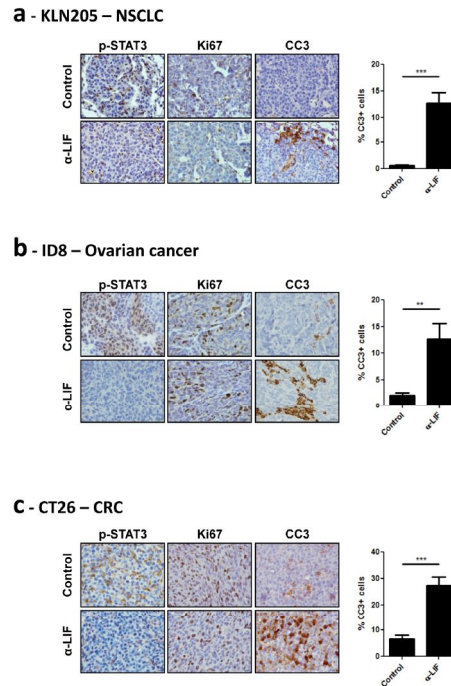 a - KLN205 – NSCLC
p-STAT3 Ki67 CC3
Control
α-LIF
% CC3+ cells
20
15
10
5
0
***
Control
α-LIF
b - ID8 – Ovarian cancer
p-STAT3 Ki67 CC3
Control
c-LIF
% CC3+ cells
20
15
10
5
0
**
Control
α-LIF
c - CT26 – CRC
p-STAT3 Ki67 CC3
Control
α-LIF
% CC3+ cells
40
30
20
10
0
***
Control
α-LIF